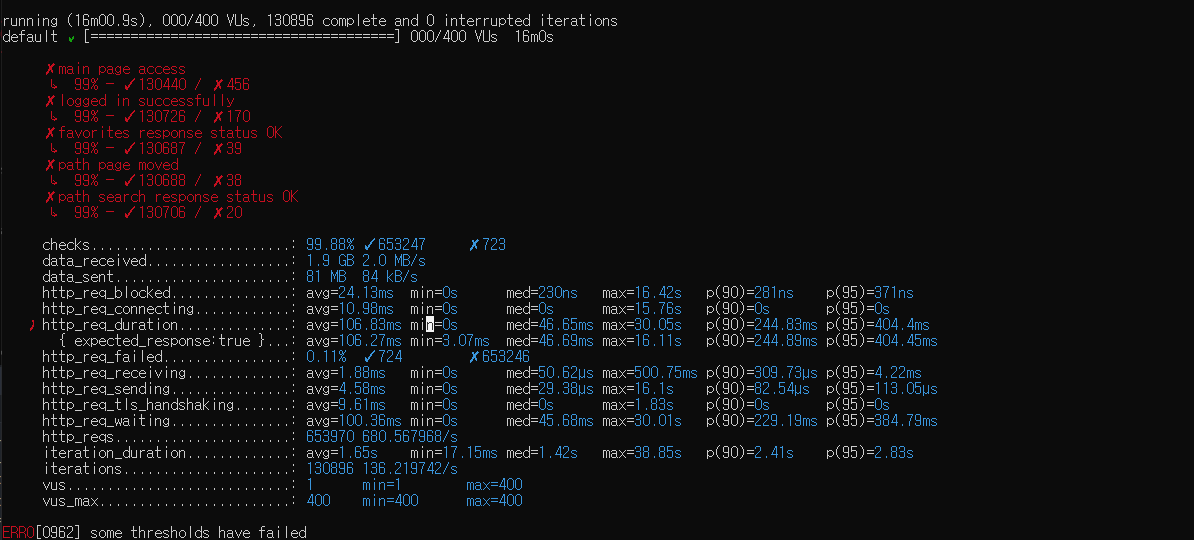 running (16m00.9s), 000/400 VUs, 130896 complete and 0 interrupted iterations
default ✓ [======================================] 000/400 VUs  16m0s
✗ main page access
↳  99% — ✓ 130440 / ✗ 456
✗ logged in successfully
↳  99% — ✓ 130726 / ✗ 170
✗ favorites response status OK
↳  99% — ✓ 130687 / ✗ 39
✗ path page moved
↳  99% — ✓ 130688 / ✗ 38
✗ path search response status OK
↳  99% — ✓ 130706 / ✗ 20
checks.........................: 99.88% ✓ 653247     ✗ 723
data_received..................: 1.9 GB 2.0 MB/s
data_sent......................: 81 MB  84 kB/s
http_req_blocked...............: avg=24.13ms  min=0s      med=230ns   max=16.42s   p(90)=281ns    p(95)=371ns
http_req_connecting............: avg=10.98ms  min=0s      med=0s      max=15.76s   p(90)=0s       p(95)=0s
✗ http_req_duration..............: avg=106.83ms min=0s      med=46.65ms max=30.05s   p(90)=244.83ms p(95)=404.4ms
{ expected_response:true }...: avg=106.27ms min=3.07ms  med=46.69ms max=16.11s   p(90)=244.89ms p(95)=404.45ms
http_req_failed................: 0.11%  ✓ 724        ✗ 653246
http_req_receiving.............: avg=1.88ms   min=0s      med=50.62µs max=500.75ms p(90)=309.73µs p(95)=4.22ms
http_req_sending...............: avg=4.58ms   min=0s      med=29.38µs max=16.1s    p(90)=82.54µs  p(95)=113.05µs
http_req_tls_handshaking.......: avg=9.61ms   min=0s      med=0s      max=1.83s    p(90)=0s       p(95)=0s
http_req_waiting...............: avg=100.36ms min=0s      med=45.68ms max=30.01s   p(90)=229.19ms p(95)=384.79ms
http_reqs......................: 653970 680.567968/s
iteration_duration.............: avg=1.65s    min=17.15ms med=1.42s   max=38.85s   p(90)=2.41s    p(95)=2.83s
iterations.....................: 130896 136.219742/s
vus............................: 1      min=1        max=400
vus_max........................: 400    min=400      max=400
ERRO[0962] some thresholds have failed